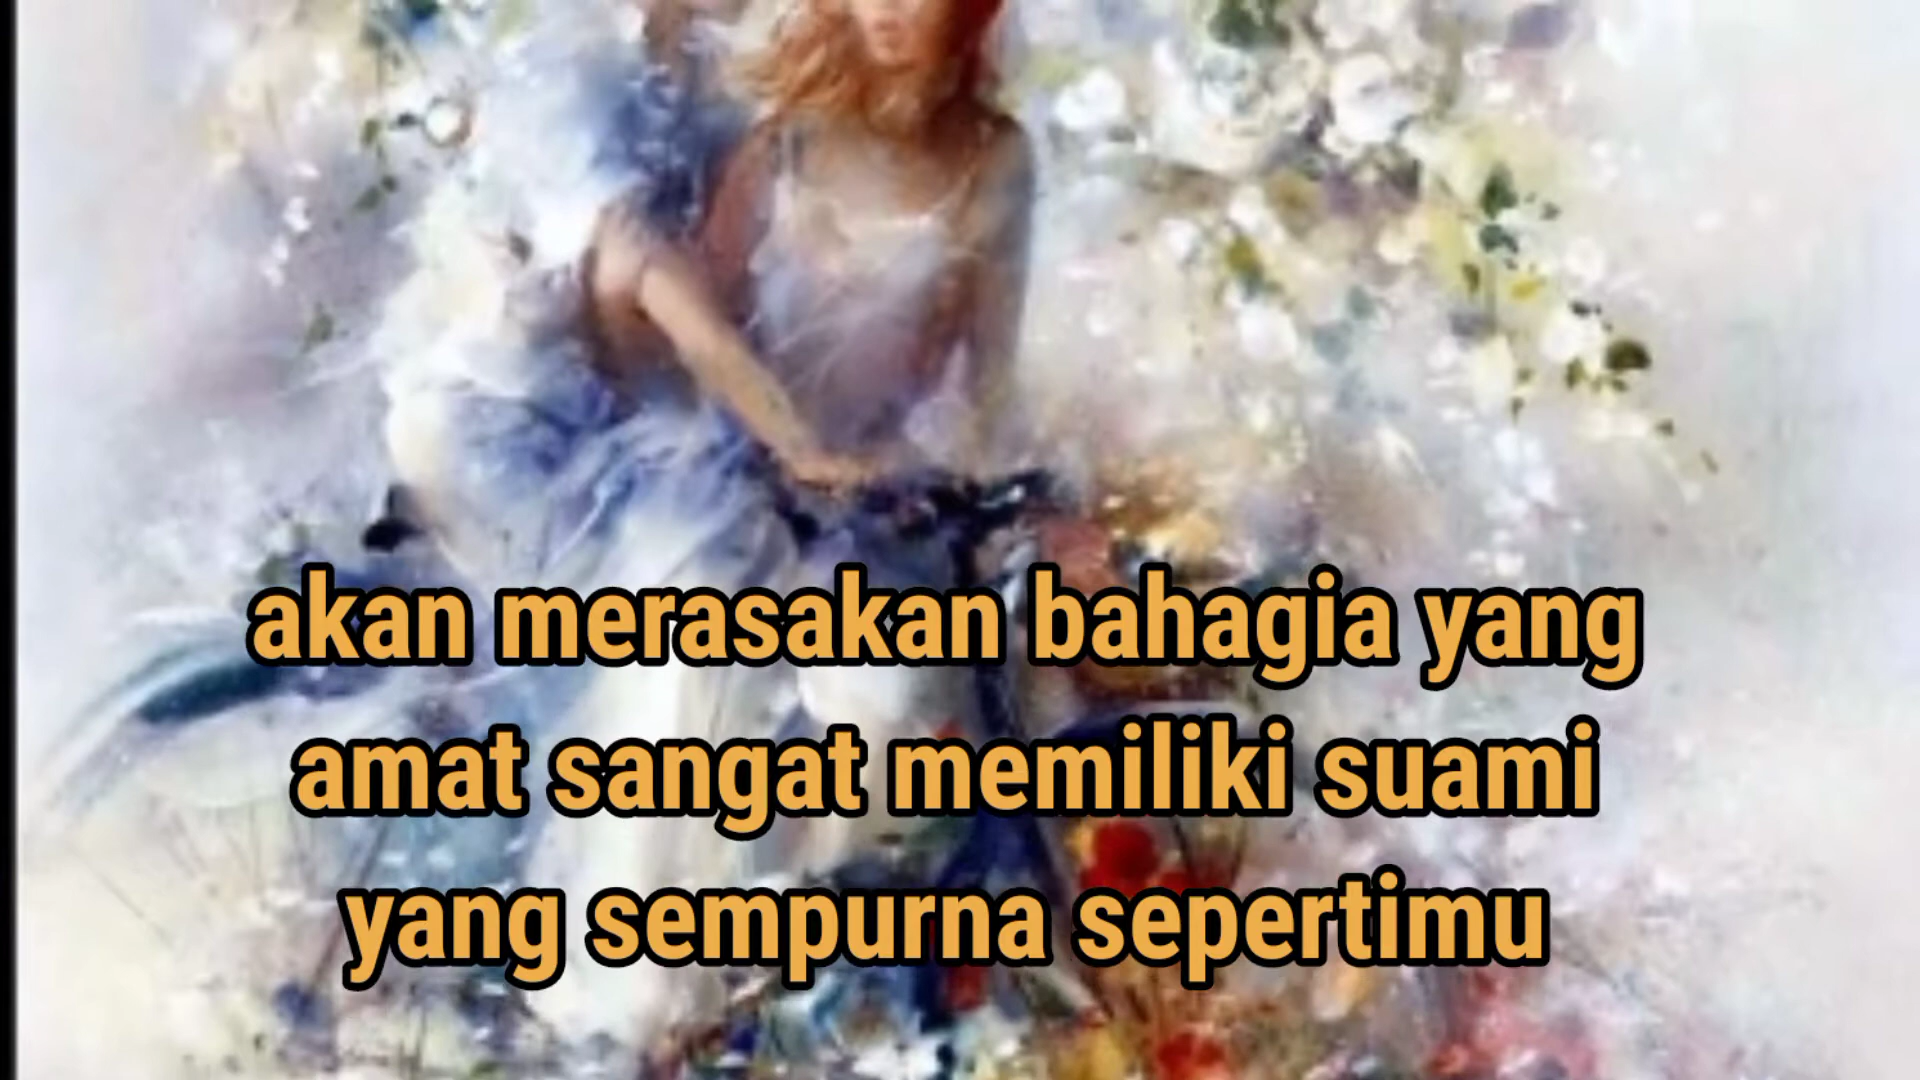 akan merasakan bahagia yang
amat sangat memiliki suami
yang sempurna sepertimu